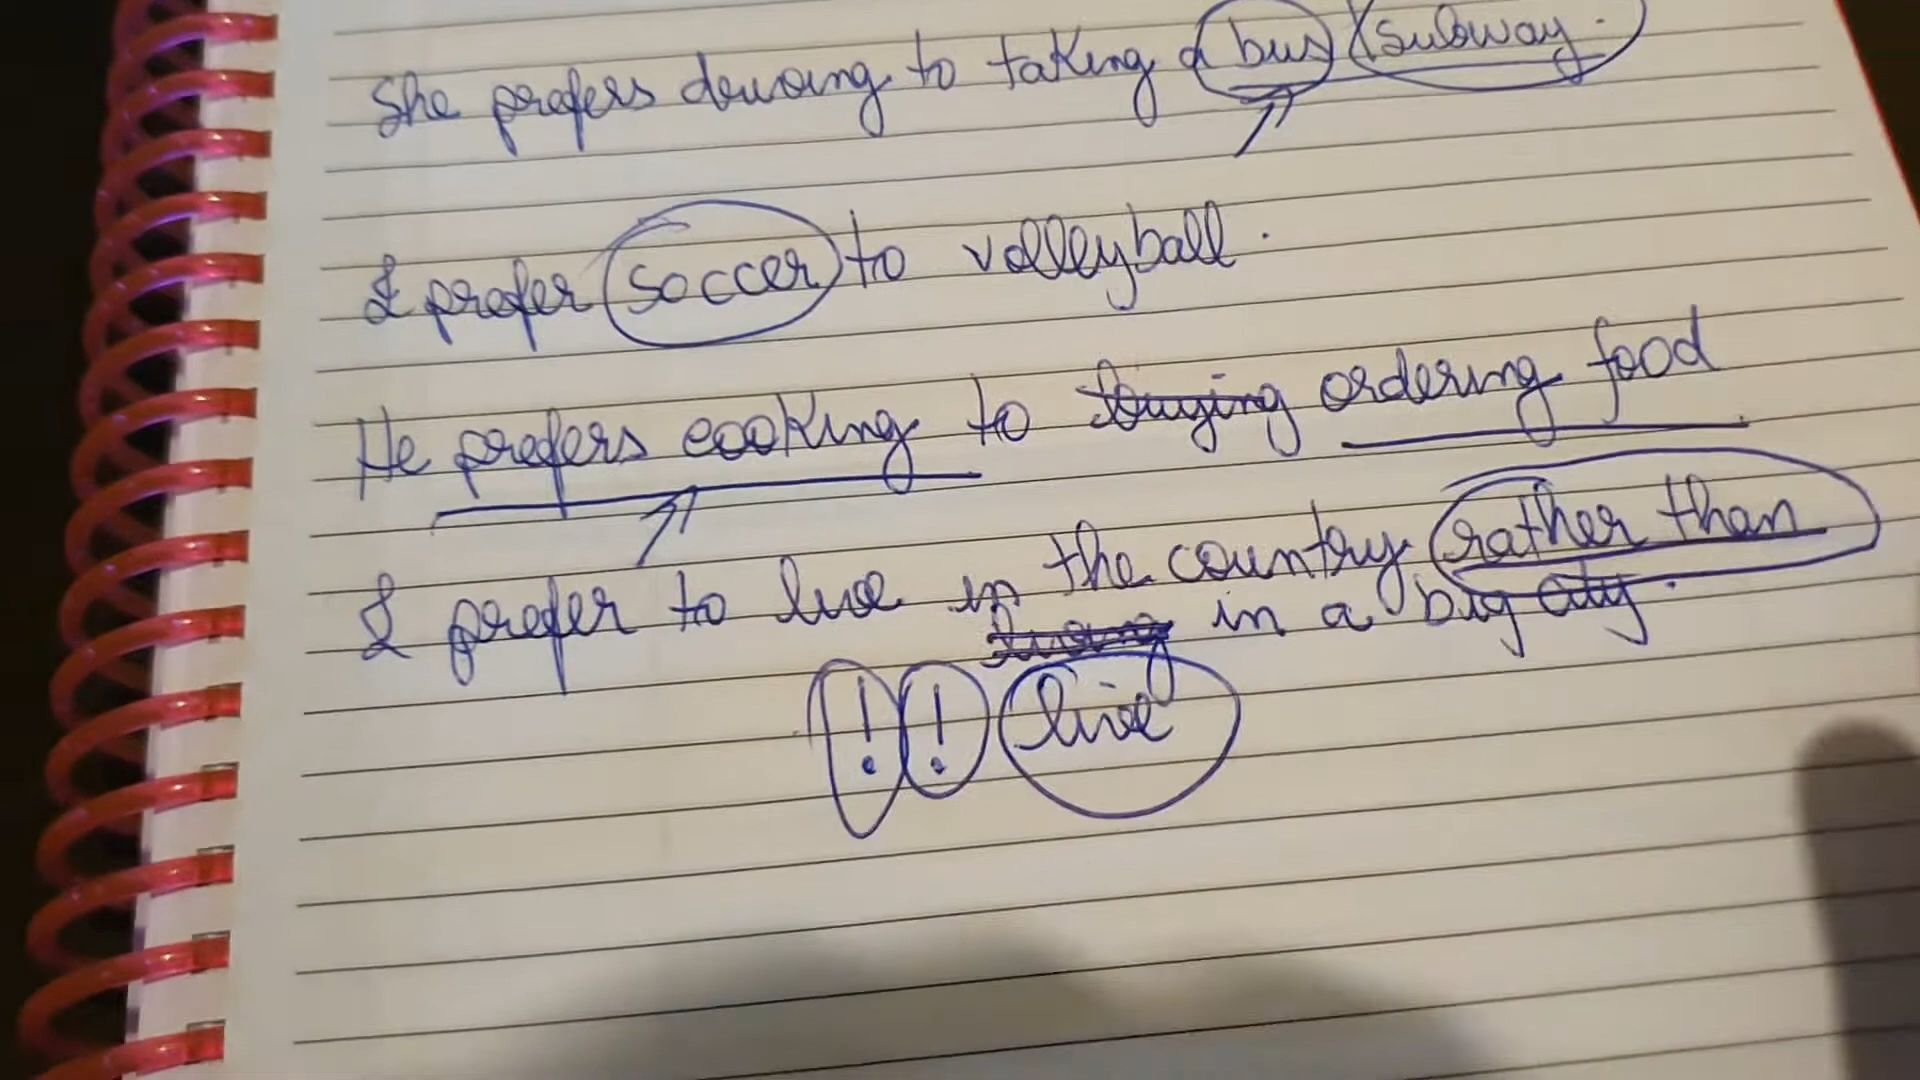 She prefers driving to taking a bus (subway.
I prefer soccer to volleyball.
He prefers cooking to buying ordering food
I prefer to live in the country rather than
living in a big city.
! ! live